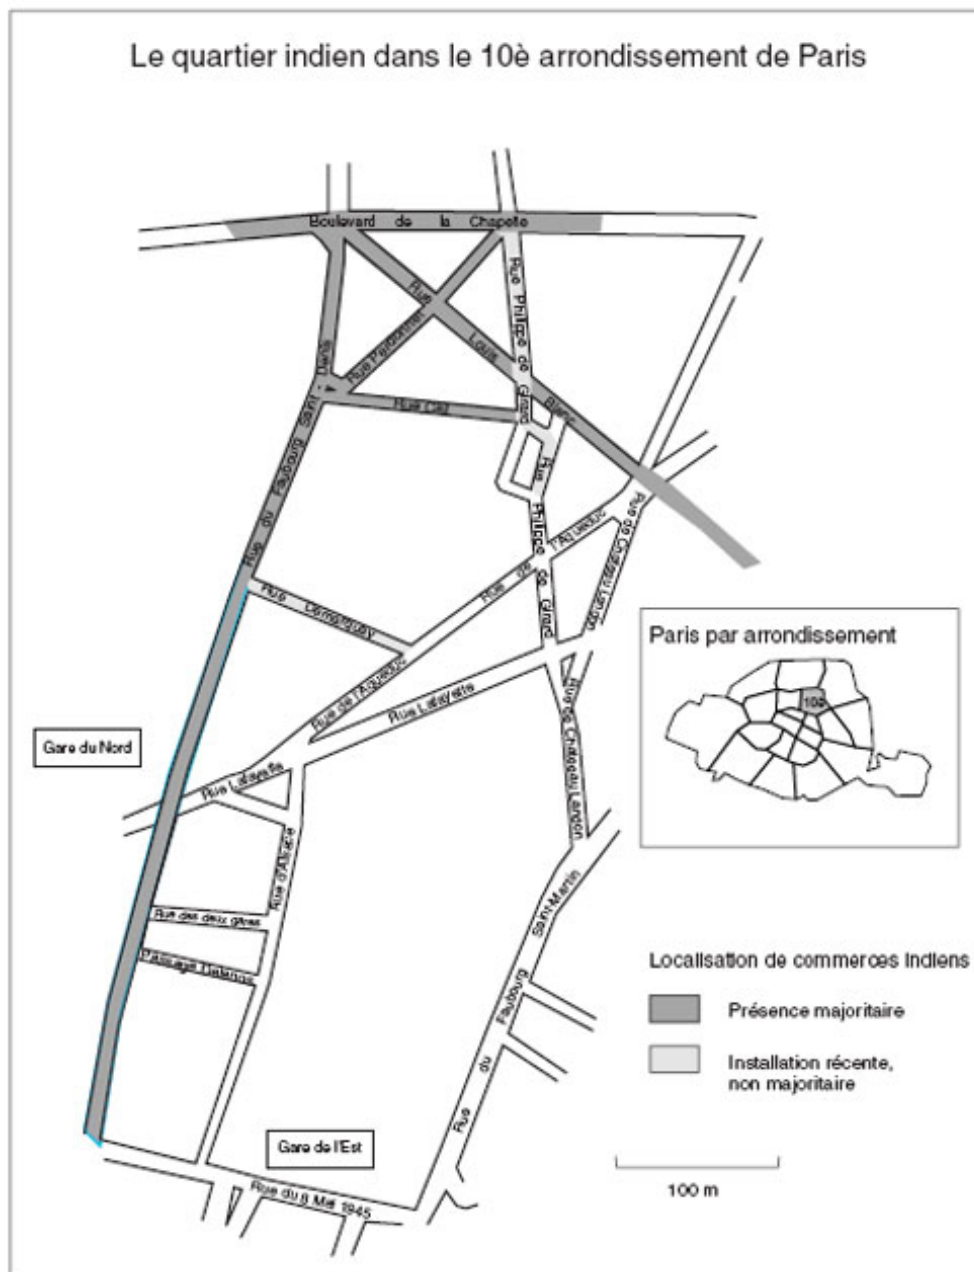 Le quartier indien dans le 10è arrondissement de Paris
Boulevard de la Chapelle
Rue Louis Blanc
Rue Philippe de Girard
Rue Perdonnet
Rue Cail
Rue du Faubourg Saint - Denis
Rue Philippe de Girard
Rue de l'Aqueduc
Rue de Château Landon
Rue Demarquay
Rue de l'Aqueduc
Rue Lafayette
Rue de Château Landon
Paris par arrondissement
10è
Gare du Nord
Rue Lafayette
Rue d'Alsace
Rue des deux gares
Passage Delanos
Rue du Faubourg Saint-Martin
Localisation de commerces indiens
Présence majoritaire
Installation récente,
non majoritaire
Gare de l'Est
Rue du 8 Mai 1945
100 m